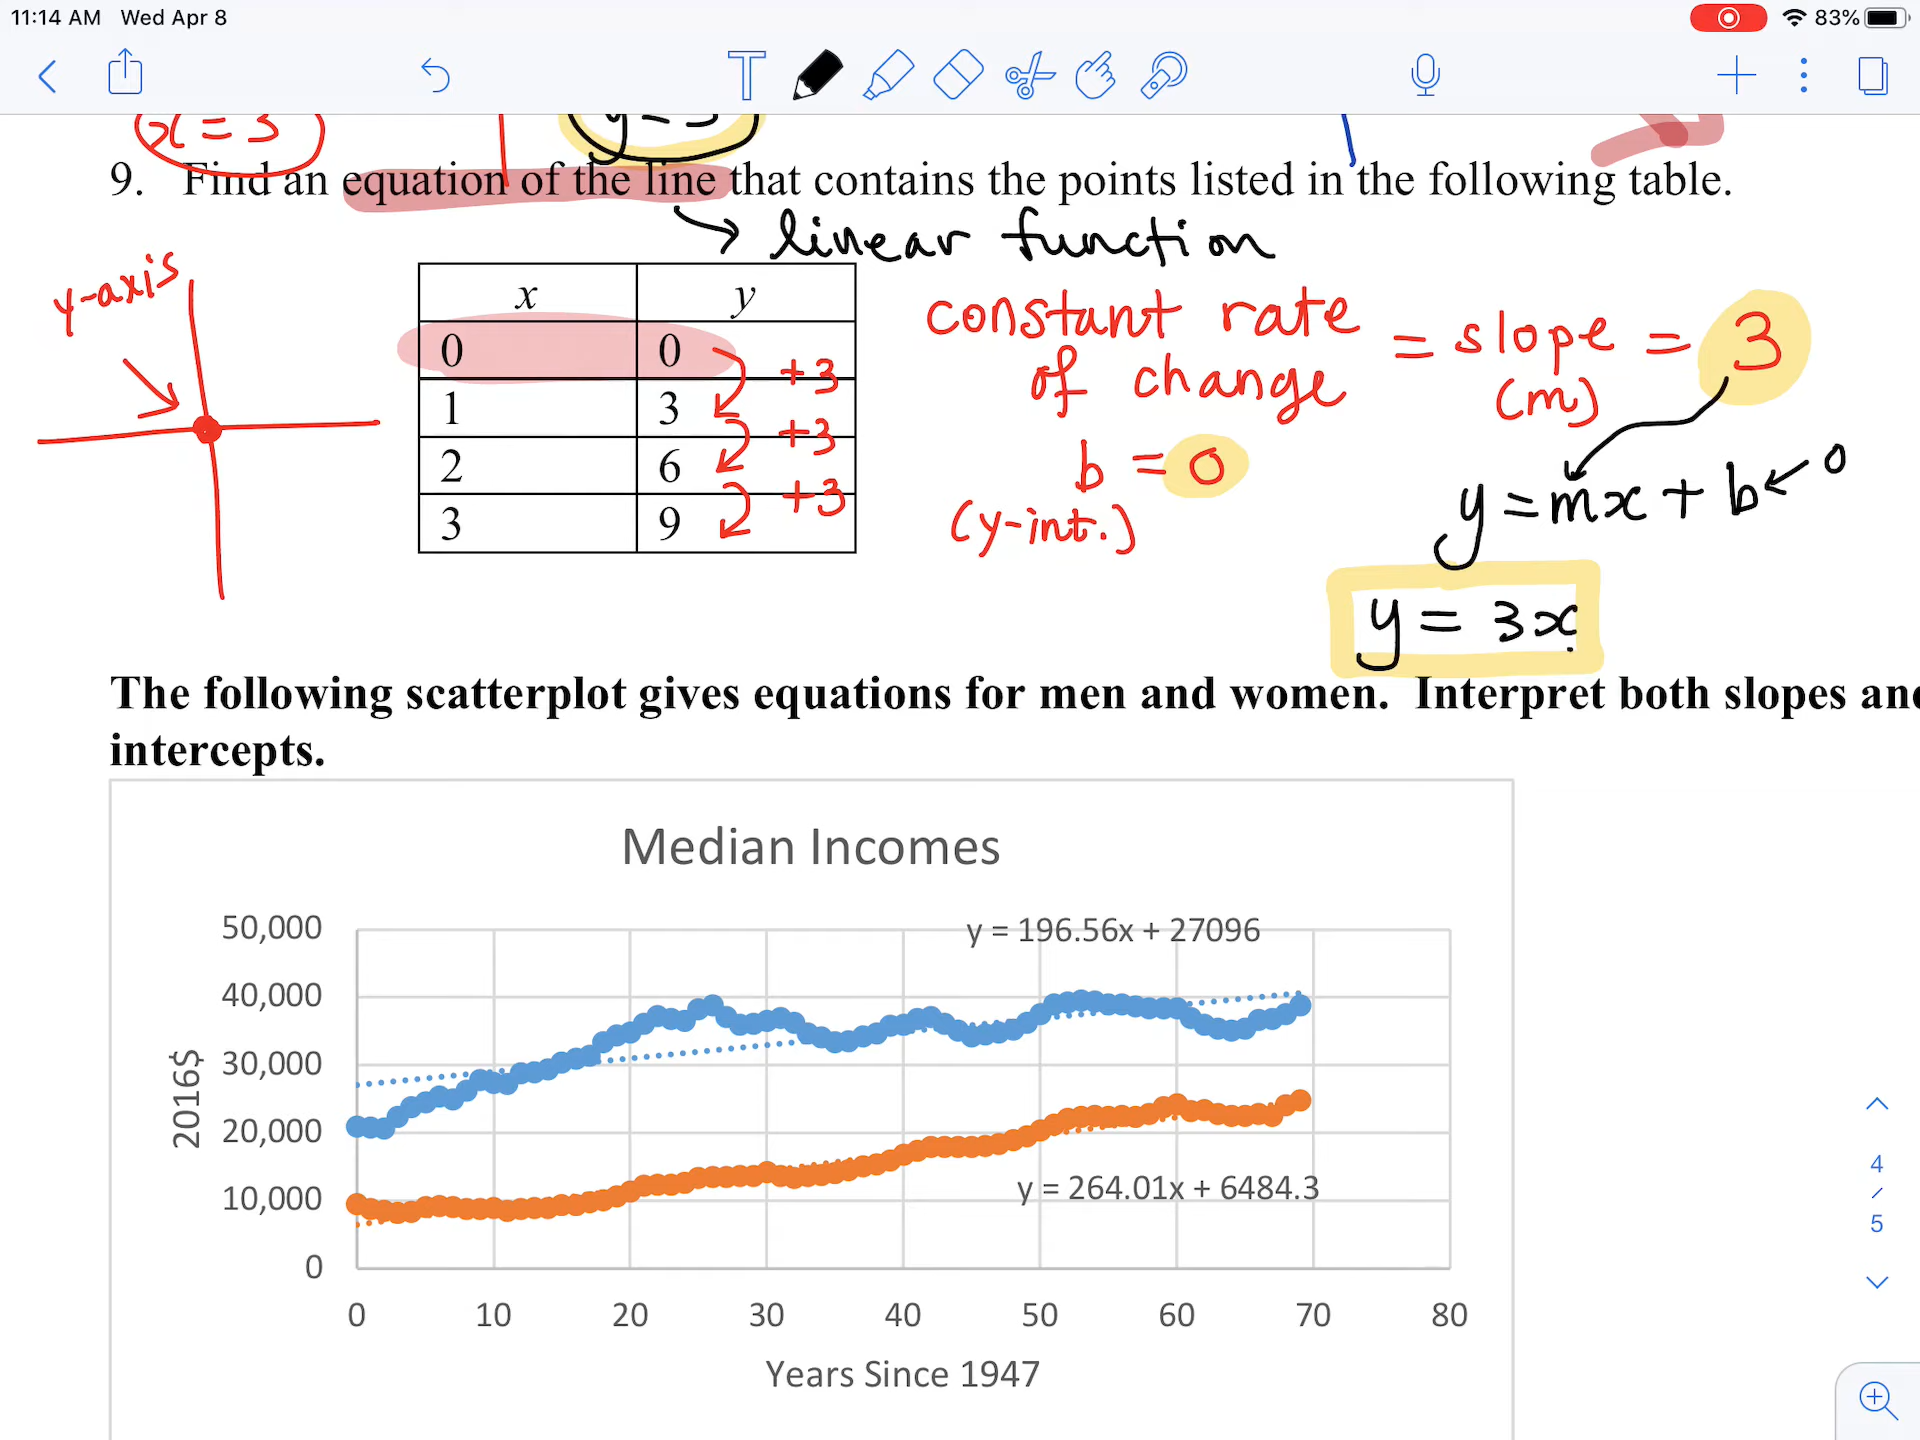 11:14 AM Wed Apr 8
83%
x = 3
9. Find an equation of the line that contains the points listed in the following table.
linear function
y-axis
x y
0 0
1 3
2 6
3 9
+3
+3
+3
constant rate of change = slope (m) = 3
b = 0
(y-int.)
y = mx + b 0
y = 3x
The following scatterplot gives equations for men and women. Interpret both slopes
intercepts.
Median Incomes
y = 196.56x + 27096
y = 264.01x + 6484.3
2016$
50,000
40,000
30,000
20,000
10,000
0
0 10 20 30 40 50 60 70 80
Years Since 1947
4
/
5